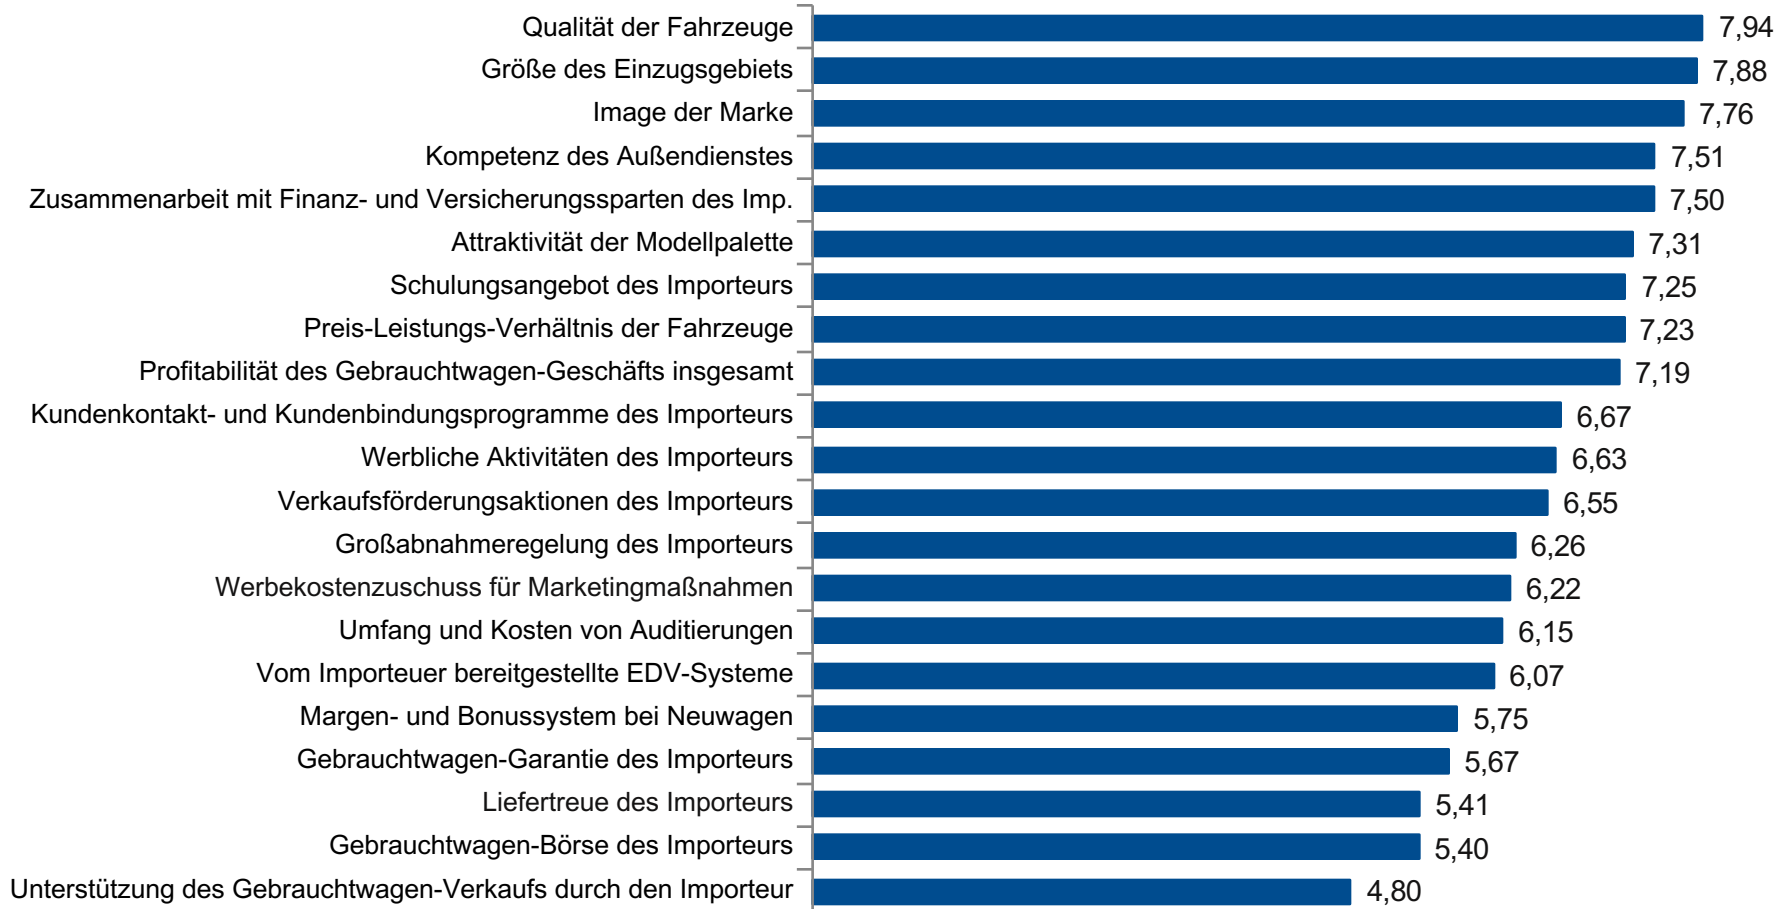 Qualität der Fahrzeuge 7,94
Größe des Einzugsgebiets 7,88
Image der Marke 7,76
Kompetenz des Außendienstes 7,51
Zusammenarbeit mit Finanz- und Versicherungssparten des Imp. 7,50
Attraktivität der Modellpalette 7,31
Schulungsangebot des Importeurs 7,25
Preis-Leistungs-Verhältnis der Fahrzeuge 7,23
Profitabilität des Gebrauchtwagen-Geschäfts insgesamt 7,19
Kundenkontakt- und Kundenbindungsprogramme des Importeurs 6,67
Werbliche Aktivitäten des Importeurs 6,63
Verkaufsförderungsaktionen des Importeurs 6,55
Großabnahmeregelung des Importeurs 6,26
Werbekostenzuschuss für Marketingmaßnahmen 6,22
Umfang und Kosten von Auditierungen 6,15
Vom Importeuer bereitgestellte EDV-Systeme 6,07
Margen- und Bonussystem bei Neuwagen 5,75
Gebrauchtwagen-Garantie des Importeurs 5,67
Liefertreue des Importeurs 5,41
Gebrauchtwagen-Börse des Importeurs 5,40
Unterstützung des Gebrauchtwagen-Verkaufs durch den Importeur 4,80